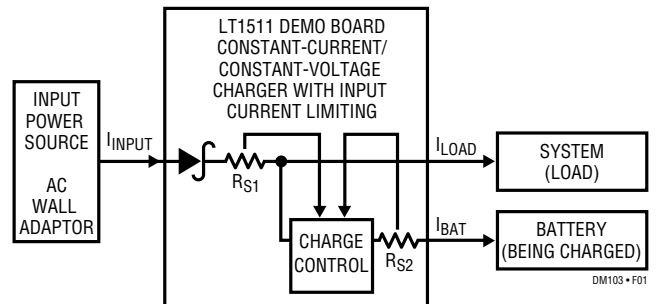 LT1511 DEMO BOARD
CONSTANT-CURRENT/
CONSTANT-VOLTAGE
CHARGER WITH INPUT
CURRENT LIMITING
INPUT
POWER
SOURCE
AC
WALL
ADAPTOR
IINPUT
RS1
ILOAD
SYSTEM
(LOAD)
CHARGE
CONTROL
RS2
IBAT
BATTERY
(BEING CHARGED)
DM103 • F01